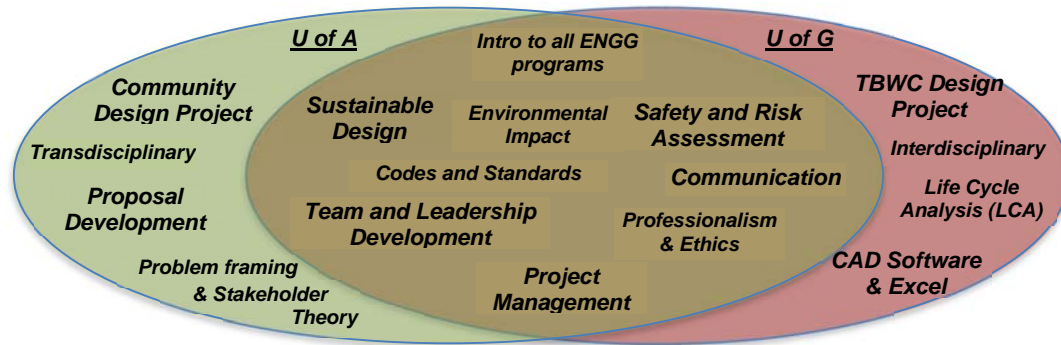 U of A
Community
Design Project
Transdisciplinary
Proposal
Development
Problem framing
& Stakeholder
Theory
Intro to all ENGG
programs
Sustainable
Design
Environmental
Impact
Safety and Risk
Assessment
Codes and Standards
Communication
Team and Leadership
Development
Professionalism
& Ethics
Project
Management
U of G
TBWC Design
Project
Interdisciplinary
Life Cycle
Analysis (LCA)
CAD Software
& Excel